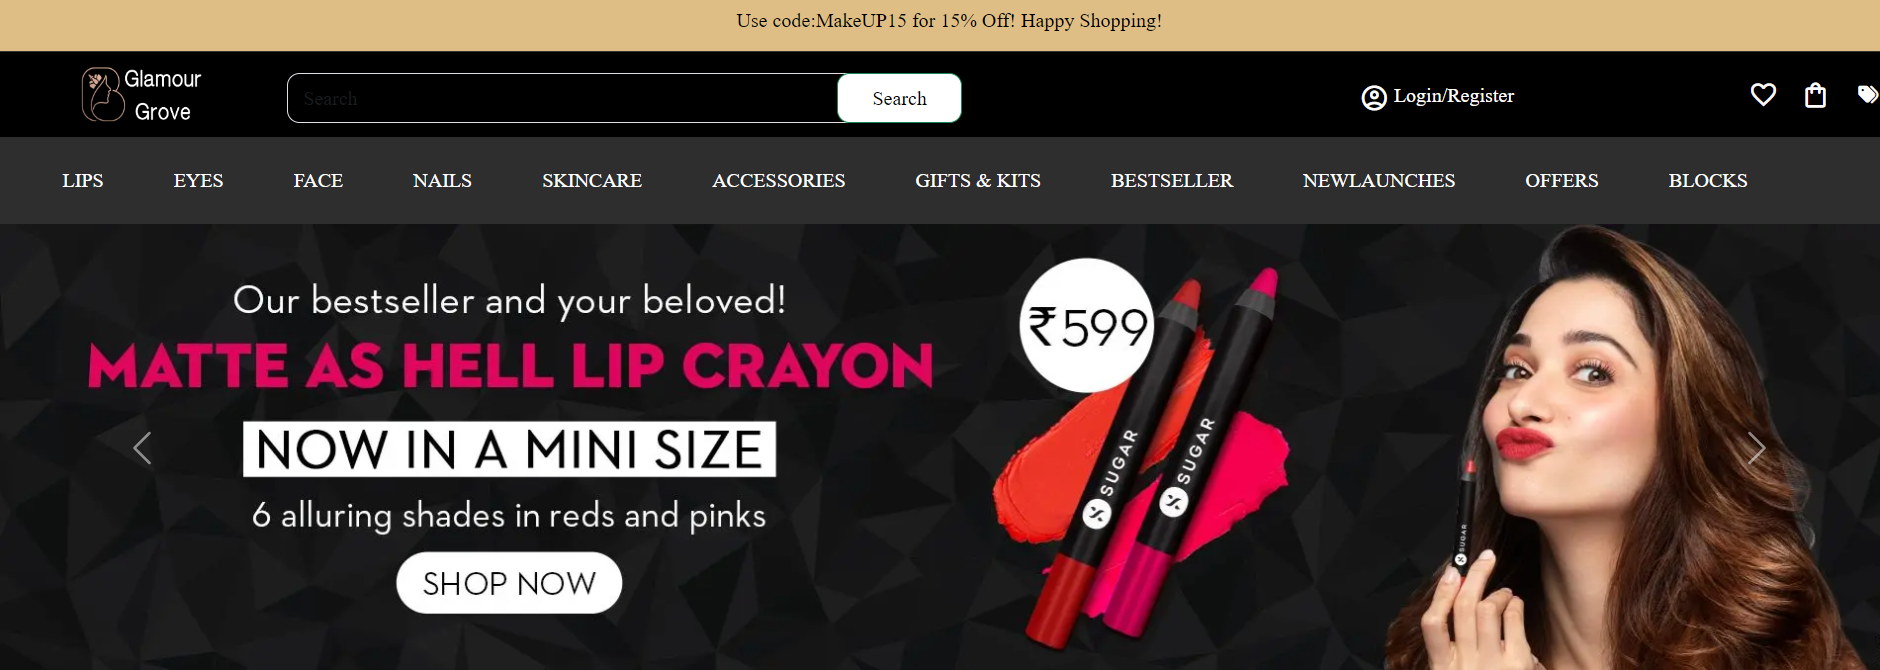 Use code:MakeUP15 for 15% Off! Happy Shopping!
Glamour
Grove
Search
Search
Login/Register
LIPS EYES FACE NAILS SKINCARE ACCESSORIES GIFTS & KITS BESTSELLER NEWLAUNCHES OFFERS BLOCKS
Our bestseller and your beloved!
MATTE AS HELL LIP CRAYON
NOW IN A MINI SIZE
6 alluring shades in reds and pinks
SHOP NOW
₹599
SUGAR
SUGAR
SUGAR